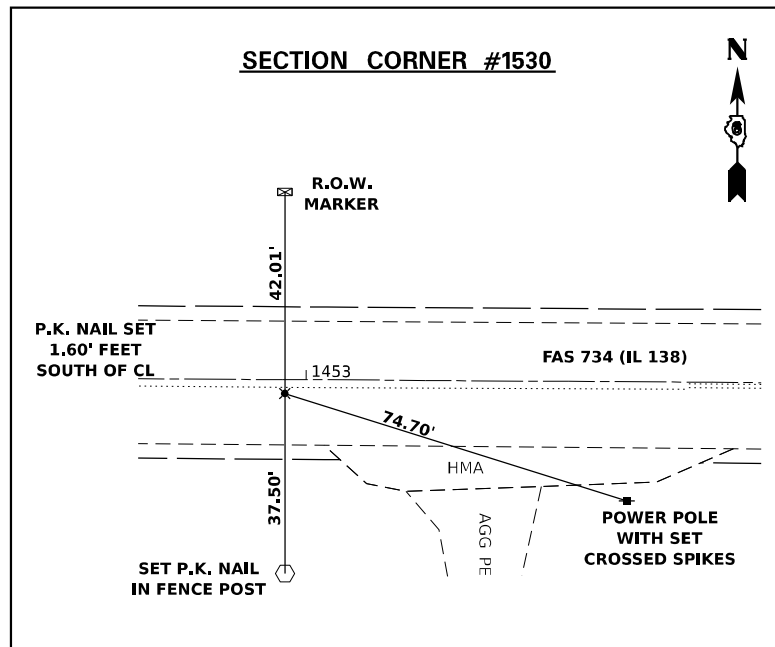 SECTION CORNER #1530
N
6
R.O.W.
MARKER
42.01'
P.K. NAIL SET
1.60' FEET
SOUTH OF CL
1453
FAS 734 (IL 138)
74.70'
37.50'
HMA
AGG PE
POWER POLE
WITH SET
CROSSED SPIKES
SET P.K. NAIL
IN FENCE POST